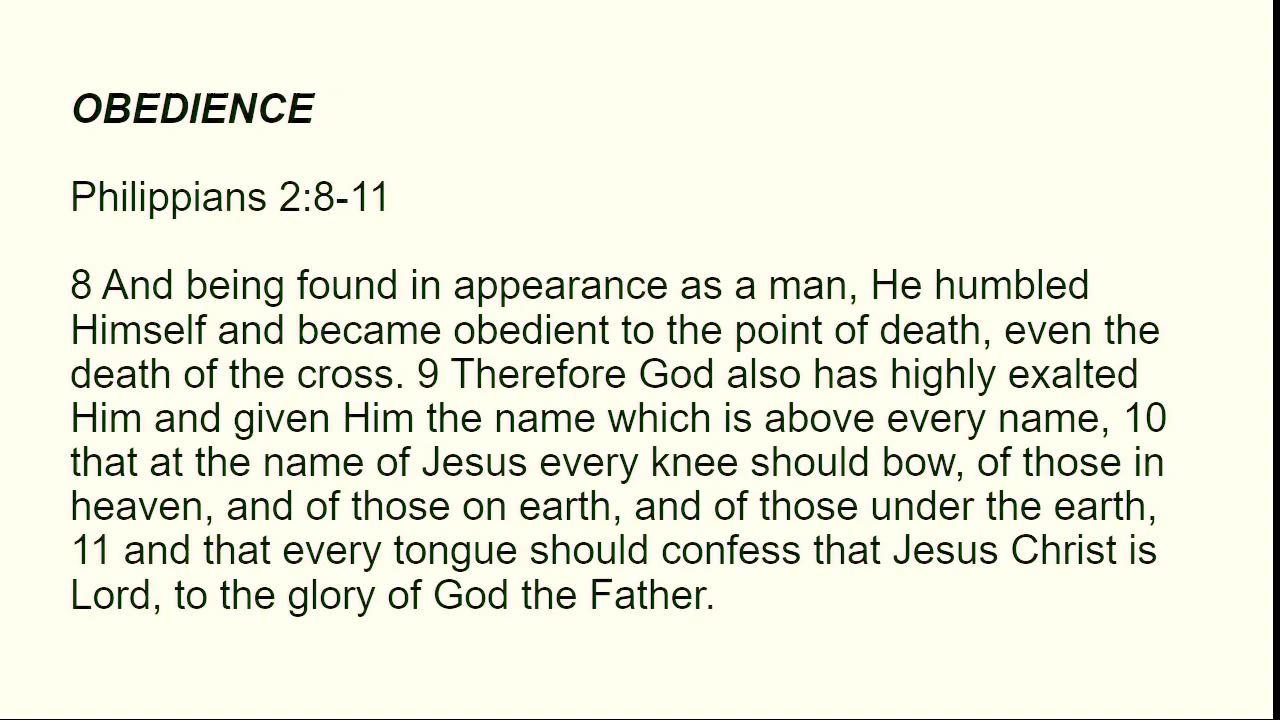 OBEDIENCE
Philippians 2:8-11
8 And being found in appearance as a man, He humbled
Himself and became obedient to the point of death, even the
death of the cross. 9 Therefore God also has highly exalted
Him and given Him the name which is above every name, 10
that at the name of Jesus every knee should bow, of those in
heaven, and of those on earth, and of those under the earth,
11 and that every tongue should confess that Jesus Christ is
Lord, to the glory of God the Father.